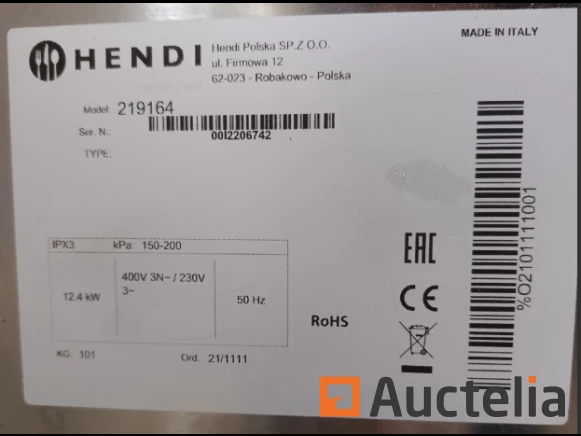 HENDI
Hendi Polska SP.Z O.O.
ul. Firmowa 12
62-023 - Robakowo - Polska
MADE IN ITALY
Model: 219164
Ser. N.:
00I2206742
TYPE:
IPX3 kPa: 150-200
12.4 kW
400V 3N~ / 230V
3~
50 Hz
KG: 101
Ord: 21/1111
EAC
CE
RoHS
%O2101111001
Auctelia